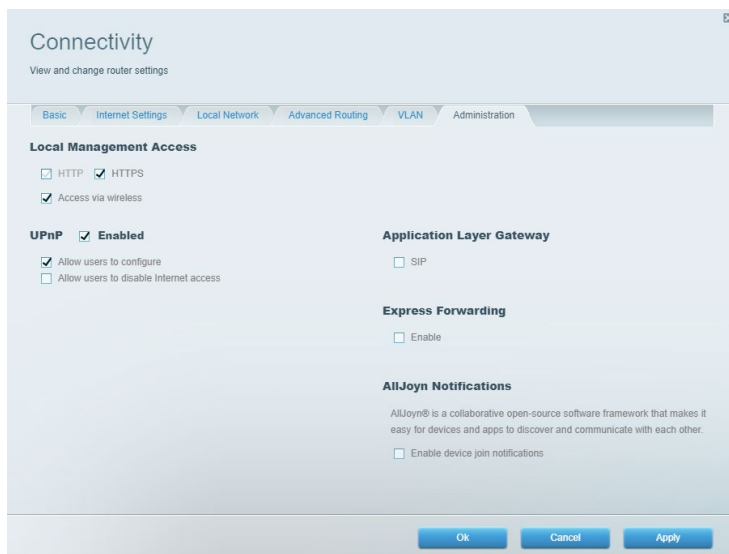 Connectivity
View and change router settings
Basic Internet Settings Local Network Advanced Routing VLAN Administration
Local Management Access
HTTP HTTPS
Access via wireless
UPnP Enabled
Allow users to configure
Allow users to disable Internet access
Application Layer Gateway
SIP
Express Forwarding
Enable
AllJoyn Notifications
AllJoyn® is a collaborative open-source software framework that makes it
easy for devices and apps to discover and communicate with each other.
Enable device join notifications
Ok Cancel Apply